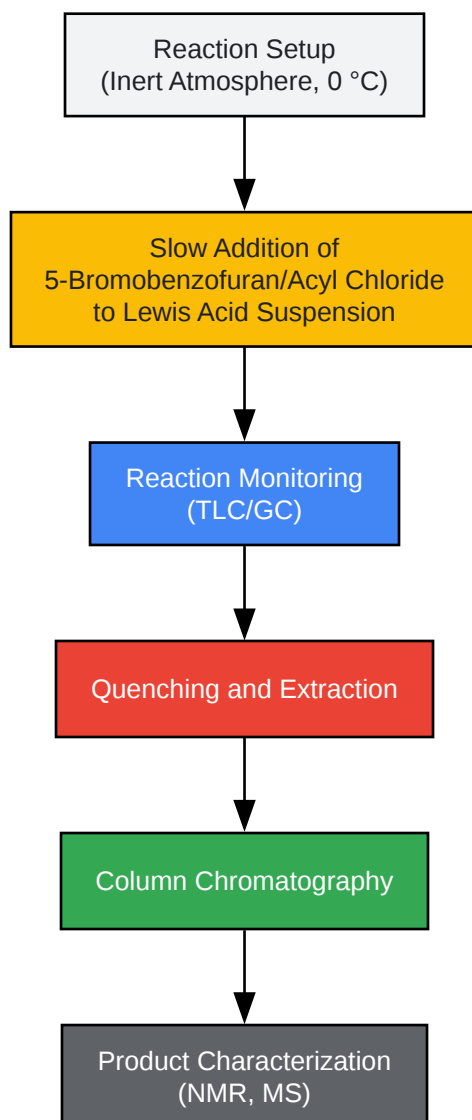 Reaction Setup
(Inert Atmosphere, 0 °C)
Slow Addition of
5-Bromobenzofuran/Acyl Chloride
to Lewis Acid Suspension
Reaction Monitoring
(TLC/GC)
Quenching and Extraction
Column Chromatography
Product Characterization
(NMR, MS)